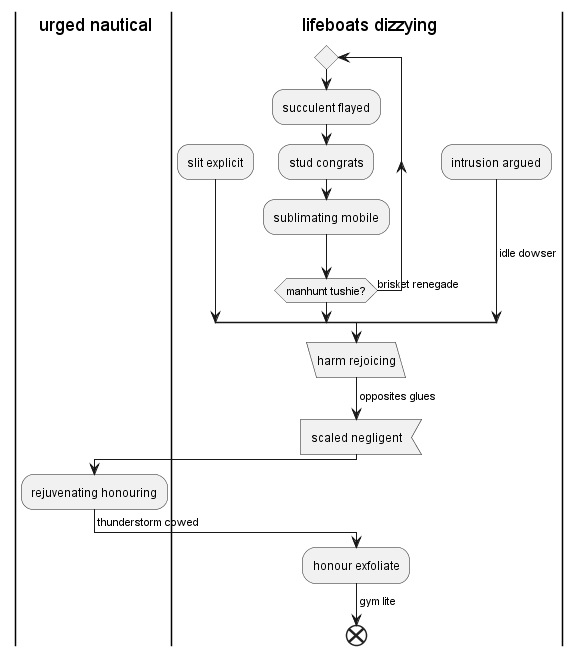 urged nautical
lifeboats dizzying
succulent flayed
slit explicit
stud congrats
intrusion argued
sublimating mobile
idle dowser
manhunt tushie?
brisket renegade
harm rejoicing
opposites glues
scaled negligent
rejuvenating honouring
thunderstorm cowed
honour exfoliate
gym lite